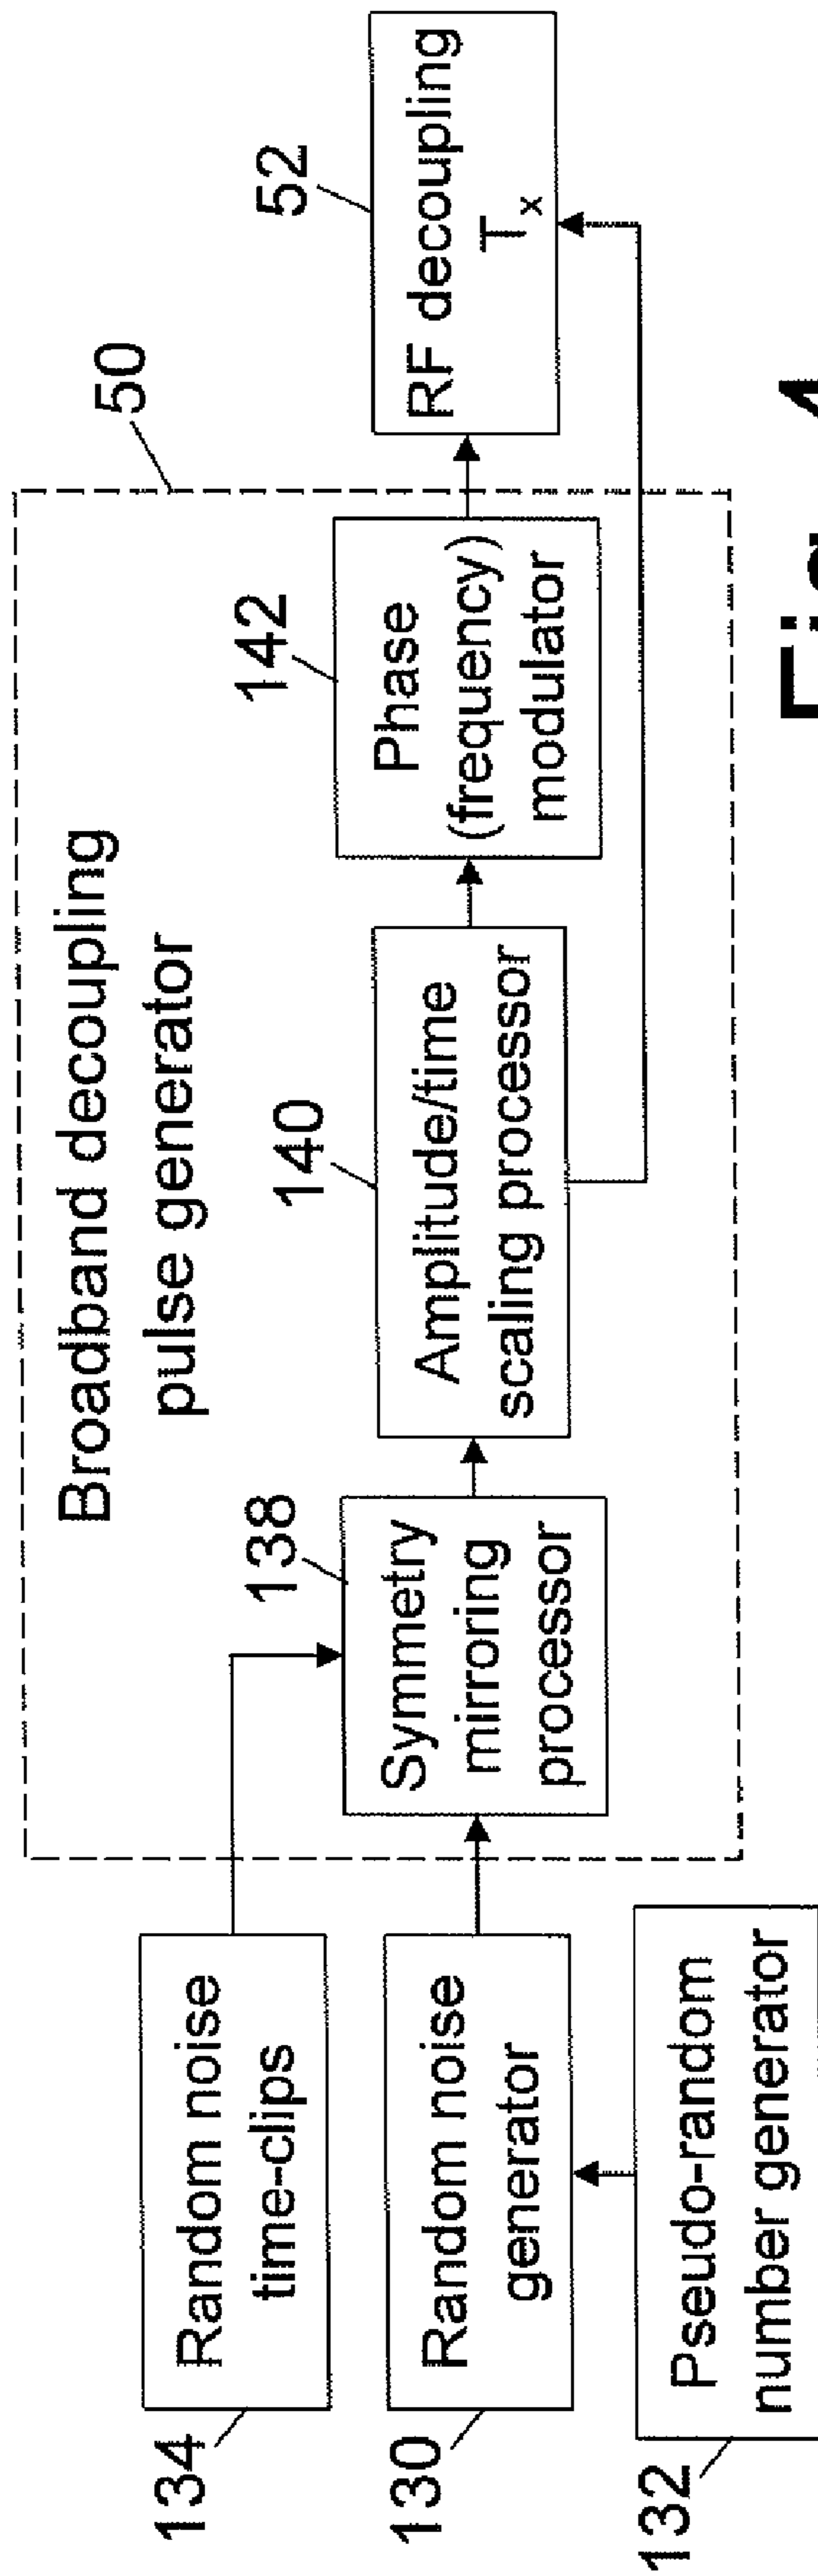 Broadband decoupling
pulse generator
50
134
Random noise
time-clips
130
Random noise
generator
132
Pseudo-random
number generator
138
Symmetry
mirroring
processor
140
Amplitude/time
scaling processor
142
Phase
(frequency)
modulator
52
RF decoupling
Tx